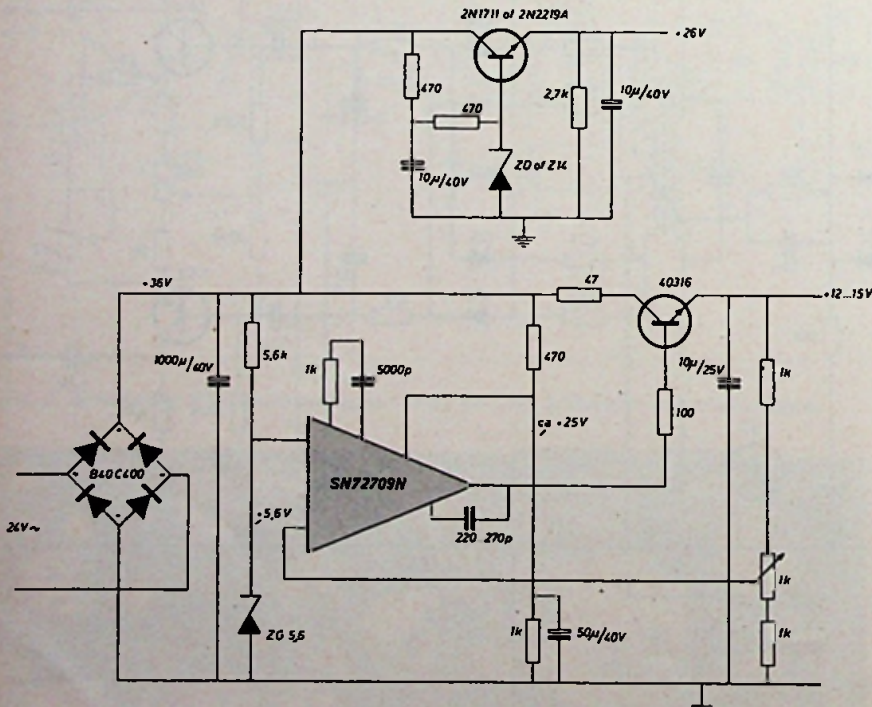 2N1711 of 2N2219A
+26V
470
470
2,7k
10µ/40V
10µ/40V
ZD of Z14
+36V
47
40316
+12...15V
1000µ/40V
5,6k
1k
5000p
470
10µ/25V
1k
ca +25V
100
B40C400
SN72709N
24V~
+5,6V
220...270p
1k
ZG 5,6
1k
50µ/40V
1k